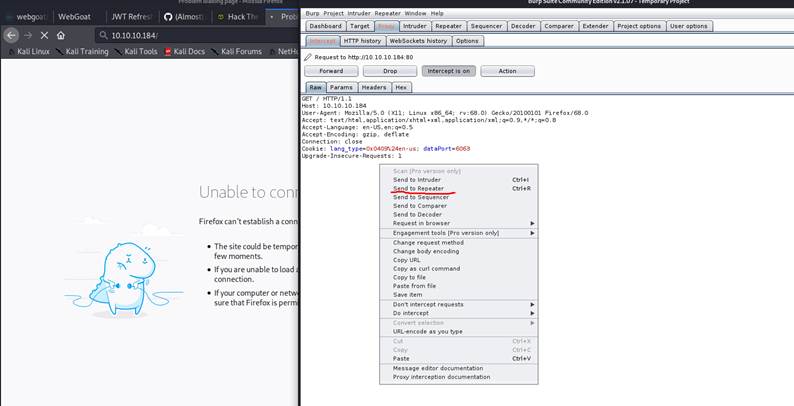 Problem loading page - Mozilla Firefox
webgoat
WebGoat
JWT Refresh
(Almost)
Hack The
Prob
10.10.10.184/
Kali Linux
Kali Training
Kali Tools
Kali Docs
Kali Forums
NetHu
Unable to conn
Firefox can't establish a conn
The site could be tempor
few moments.
If you are unable to load a
connection.
If your computer or netwo
sure that Firefox is permi
Burp Suite Community Edition v2.1.07 - Temporary Project
Burp Project Intruder Repeater Window Help
Dashboard Target Proxy Intruder Repeater Sequencer Decoder Comparer Extender Project options User options
Intercept HTTP history WebSockets history Options
Request to http://10.10.10.184:80
Forward Drop Intercept is on Action
Raw Params Headers Hex
GET / HTTP/1.1
Host: 10.10.10.184
User-Agent: Mozilla/5.0 (X11; Linux x86_64; rv:68.0) Gecko/20100101 Firefox/68.0
Accept: text/html,application/xhtml+xml,application/xml;q=0.9,*/*;q=0.8
Accept-Language: en-US,en;q=0.5
Accept-Encoding: gzip, deflate
Connection: close
Cookie: lang_type=0x0409%24en-us; dataPort=6063
Upgrade-Insecure-Requests: 1
Scan [Pro version only]
Send to Intruder Ctrl+I
Send to Repeater Ctrl+R
Send to Sequencer
Send to Comparer
Send to Decoder
Request in browser
Engagement tools [Pro version only]
Change request method
Change body encoding
Copy URL
Copy as curl command
Copy to file
Paste from file
Save item
Don't intercept requests
Do intercept
Convert selection
URL-encode as you type
Cut Ctrl+X
Copy Ctrl+C
Paste Ctrl+V
Message editor documentation
Proxy interception documentation